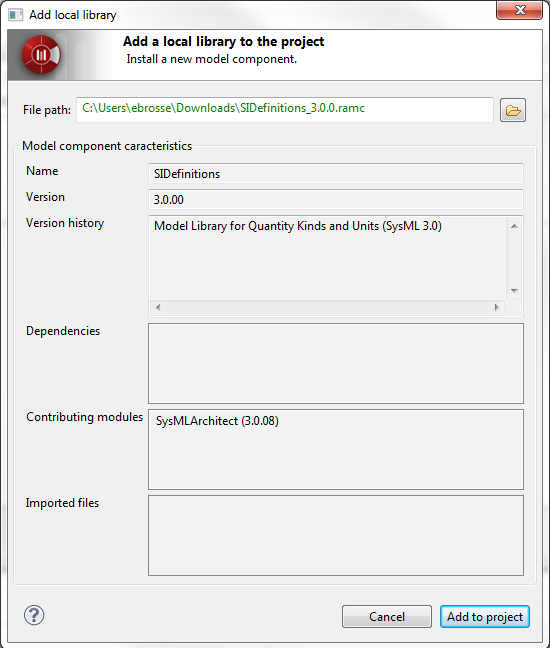 Add local library
Add a local library to the project
Install a new model component.
File path: C:\Users\ebrosse\Downloads\SIDefinitions_3.0.0.ramc
Model component caracteristics
Name SIDefinitions
Version 3.0.00
Version history Model Library for Quantity Kinds and Units (SysML 3.0)
Dependencies
Contributing modules SysMLArchitect (3.0.08)
Imported files
Cancel Add to project